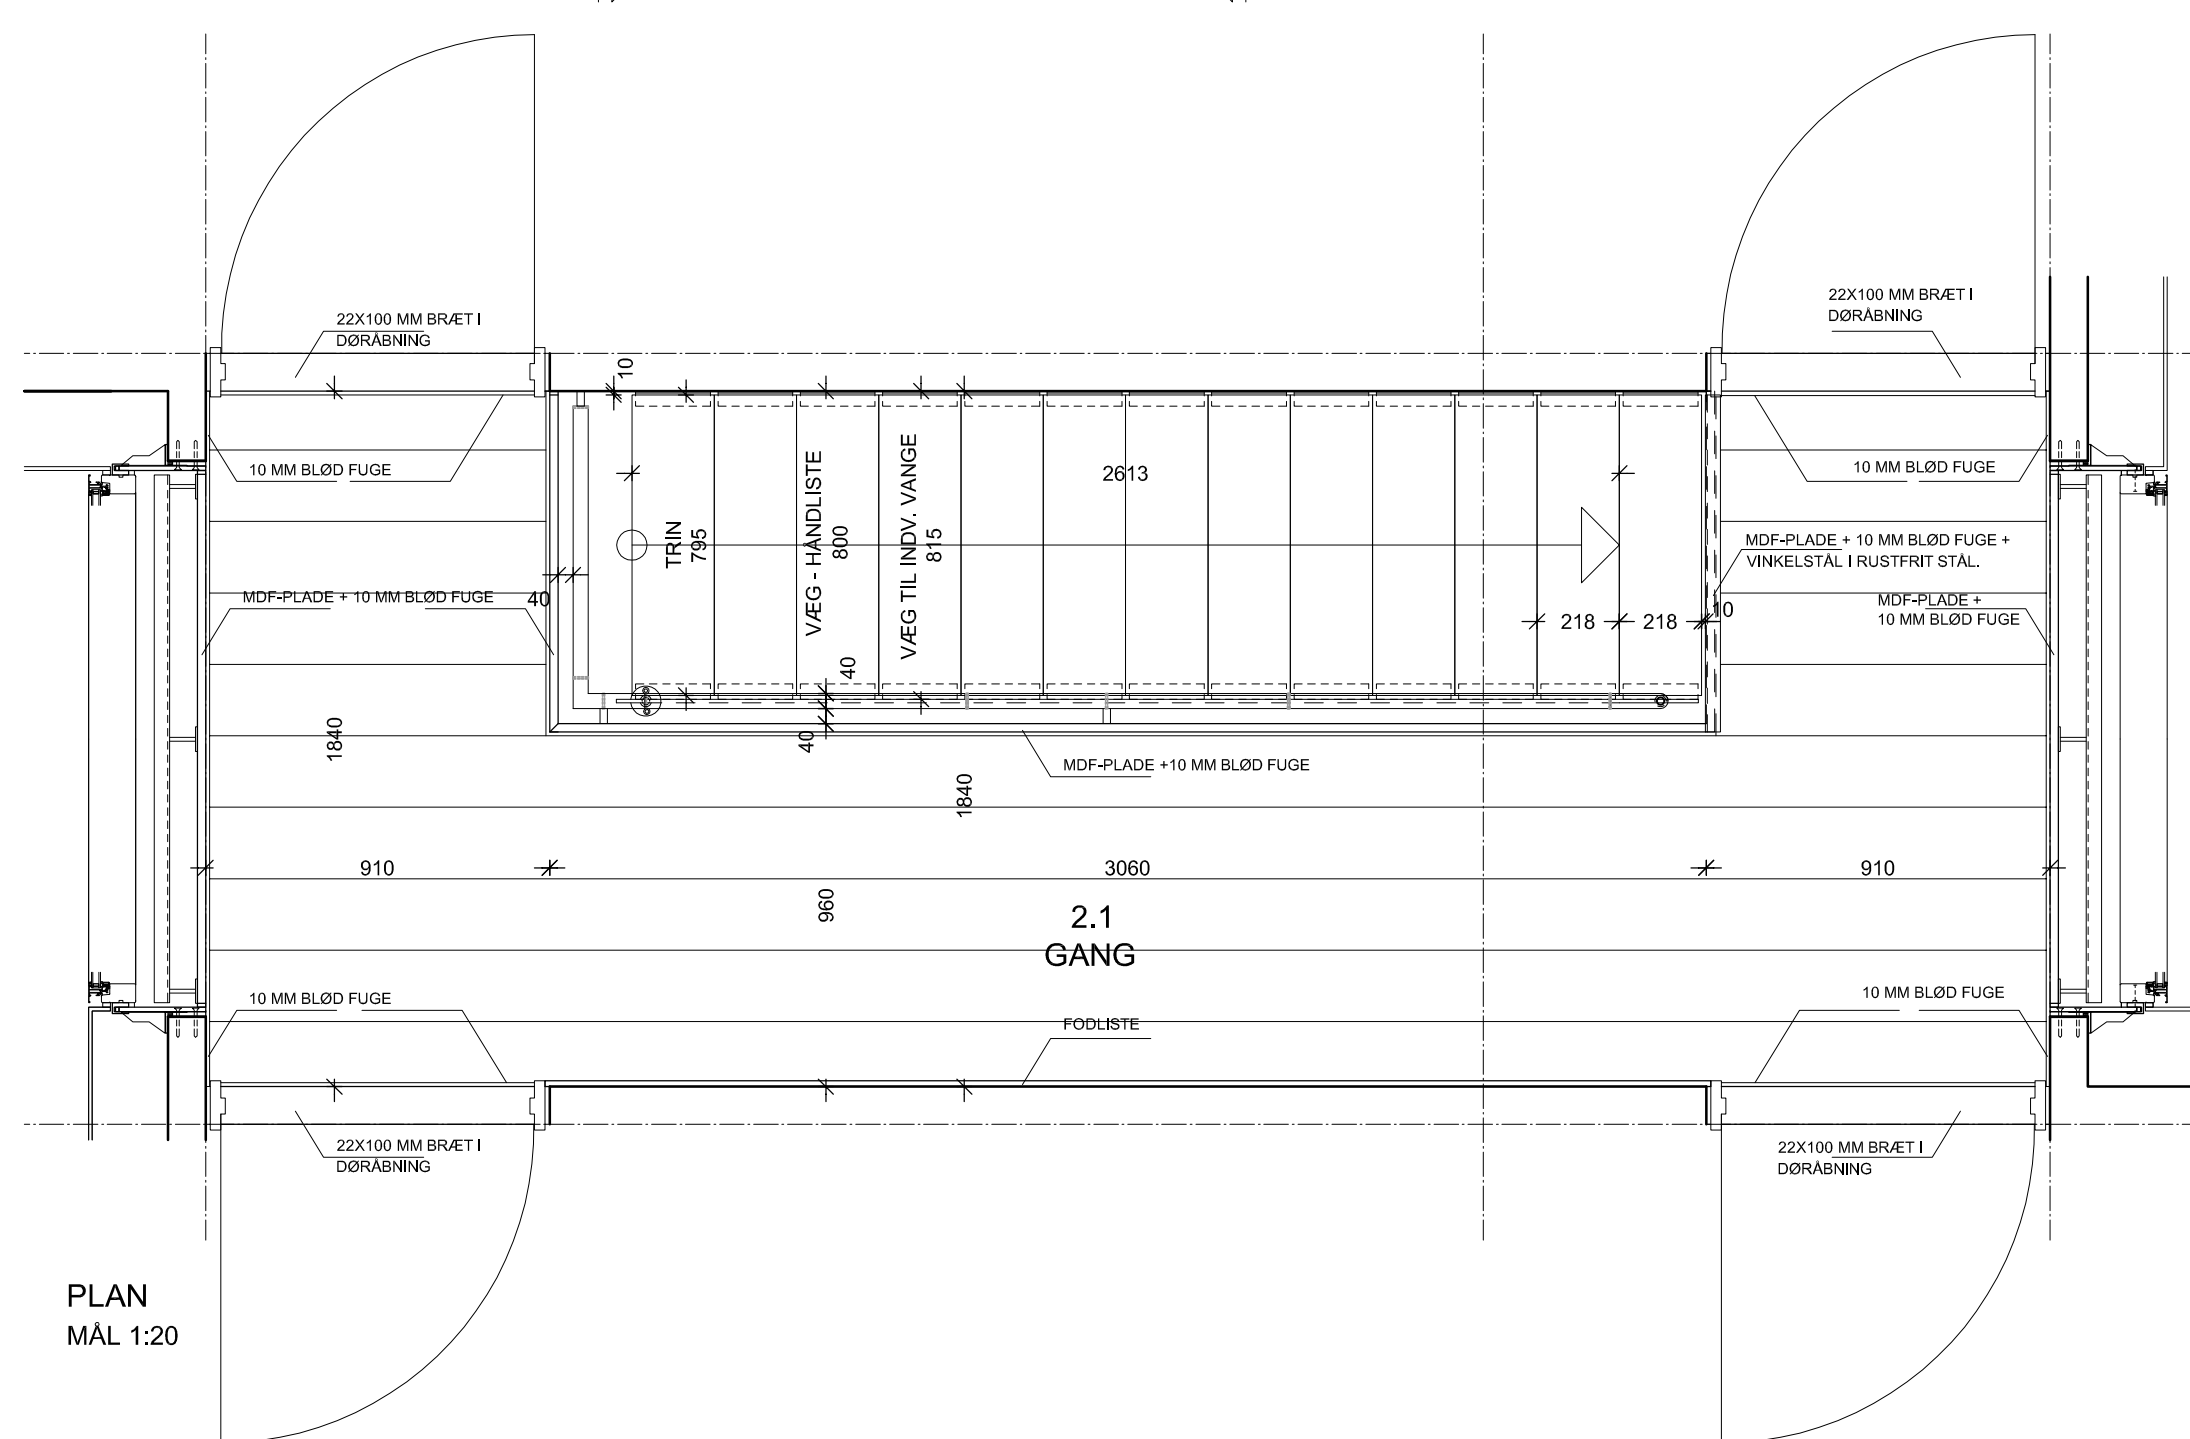 22X100 MM BRÆT I
DØRÅBNING
22X100 MM BRÆT I
DØRÅBNING
10
10 MM BLØD FUGE
2613
10 MM BLØD FUGE
TRIN
795
VÆG - HÅNDLISTE
800
VÆG TIL INDV. VANGE
815
MDF-PLADE + 10 MM BLØD FUGE +
VINKELSTÅL I RUSTFRIT STÅL.
MDF-PLADE + 10 MM BLØD FUGE
40
218
218
10
MDF-PLADE +
10 MM BLØD FUGE
40
1840
40
MDF-PLADE +10 MM BLØD FUGE
1840
910
3060
910
960
2.1
GANG
10 MM BLØD FUGE
10 MM BLØD FUGE
FODLISTE
22X100 MM BRÆT I
DØRÅBNING
22X100 MM BRÆT I
DØRÅBNING
PLAN
MÅL 1:20